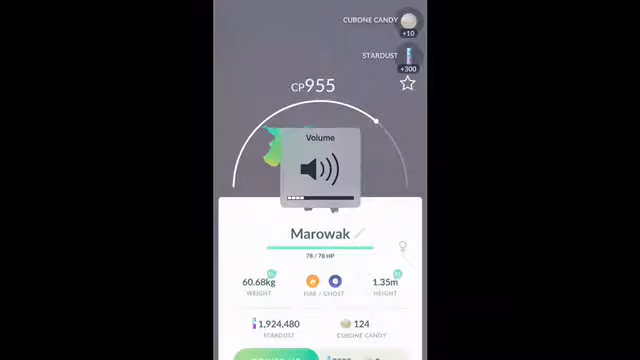 CUBONE CANDY
+10
STARDUST
+300
CP955
Volume
Marowak
78 / 78 HP
60.68kg
FIRE / GHOST
1.35m
WEIGHT
HEIGHT
1,924,480
124
STARDUST
CUBONE CANDY